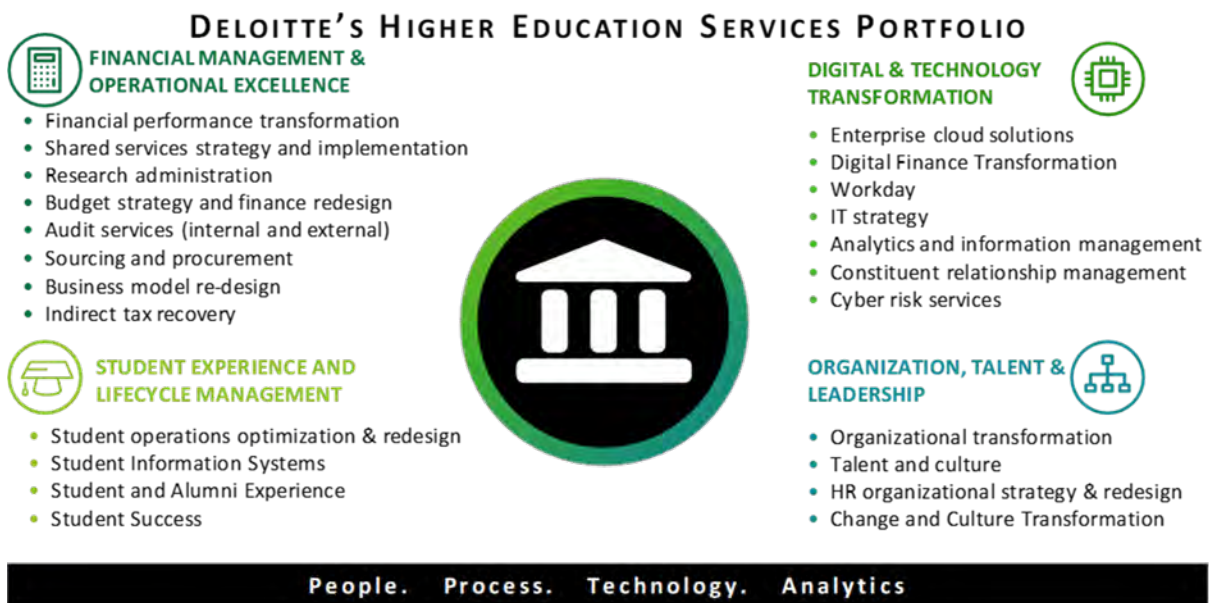 DELOITTE'S HIGHER EDUCATION SERVICES PORTFOLIO
FINANCIAL MANAGEMENT &
OPERATIONAL EXCELLENCE
• Financial performance transformation
• Shared services strategy and implementation
• Research administration
• Budget strategy and finance redesign
• Audit services (internal and external)
• Sourcing and procurement
• Business model re-design
• Indirect tax recovery
DIGITAL & TECHNOLOGY
TRANSFORMATION
• Enterprise cloud solutions
• Digital Finance Transformation
• Workday
• IT strategy
• Analytics and information management
• Constituent relationship management
• Cyber risk services
STUDENT EXPERIENCE AND
LIFECYCLE MANAGEMENT
• Student operations optimization & redesign
• Student Information Systems
• Student and Alumni Experience
• Student Success
ORGANIZATION, TALENT &
LEADERSHIP
• Organizational transformation
• Talent and culture
• HR organizational strategy & redesign
• Change and Culture Transformation
People. Process. Technology. Analytics